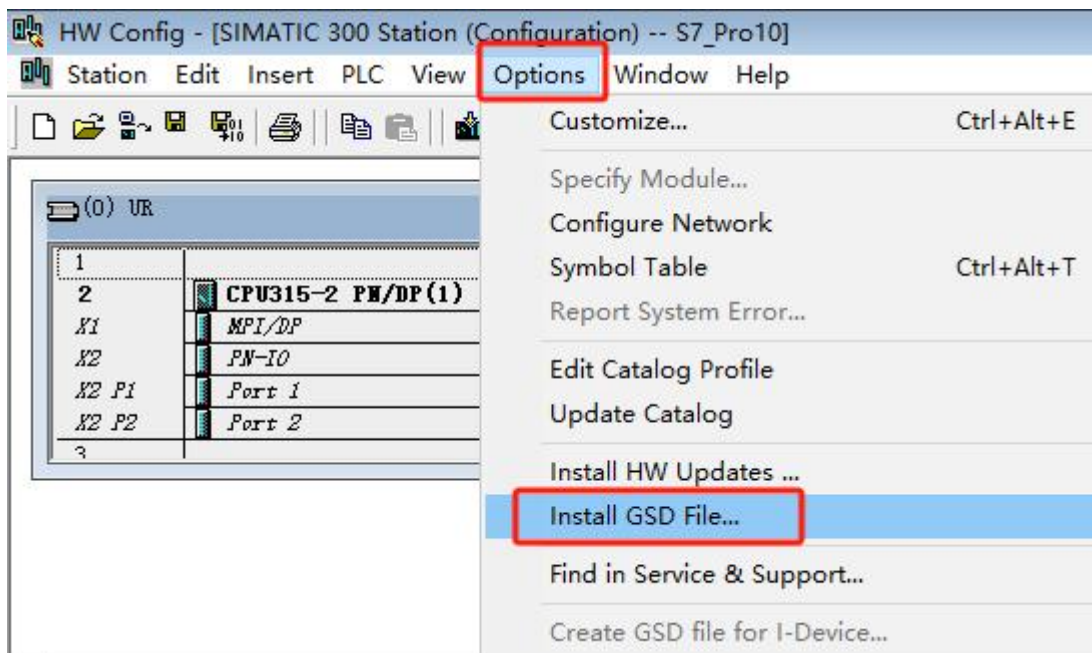 HW Config - [SIMATIC 300 Station (Configuration) -- S7_Pro10]
Station Edit Insert PLC View Options Window Help
Customize... Ctrl+Alt+E
Specify Module...
Configure Network
Symbol Table Ctrl+Alt+T
Report System Error...
Edit Catalog Profile
Update Catalog
Install HW Updates ...
Install GSD File...
Find in Service & Support...
Create GSD file for I-Device...
(0) UR
1
2 CPU315-2 PN/DP(1)
X1 MPI/DP
X2 PN-IO
X2 P1 Port 1
X2 P2 Port 2
3